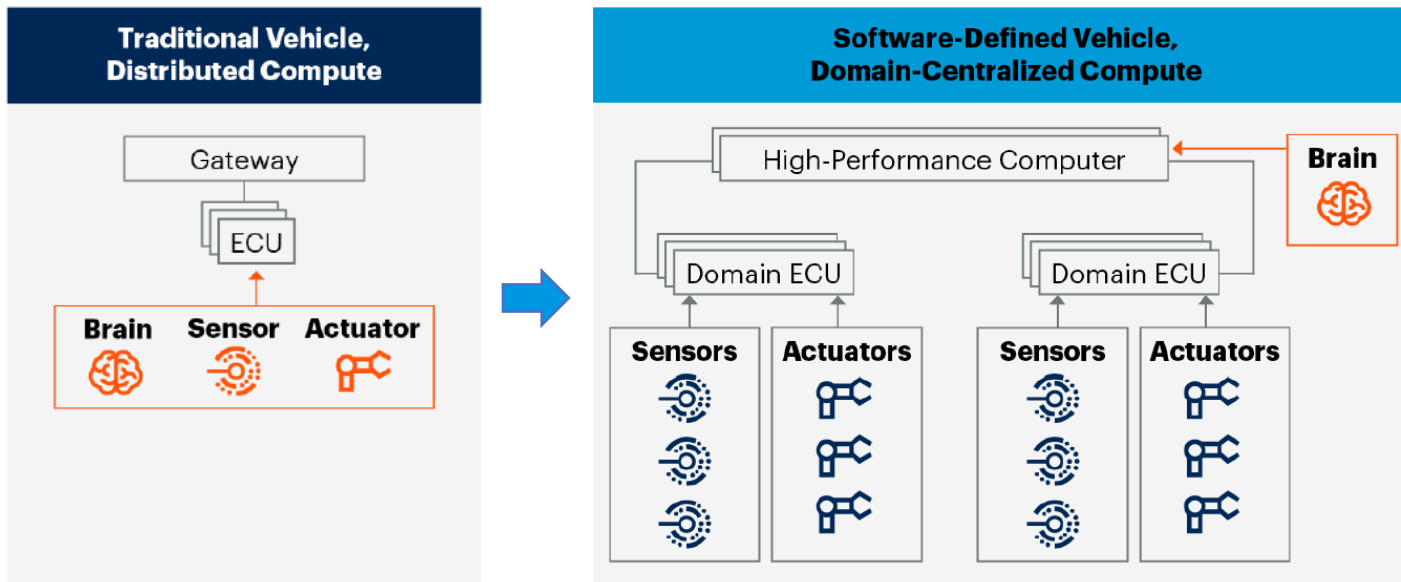 Traditional Vehicle,
Distributed Compute
Gateway
ECU
Brain
Sensor
Actuator
Software-Defined Vehicle,
Domain-Centralized Compute
High-Performance Computer
Brain
Domain ECU
Domain ECU
Sensors
Actuators
Sensors
Actuators